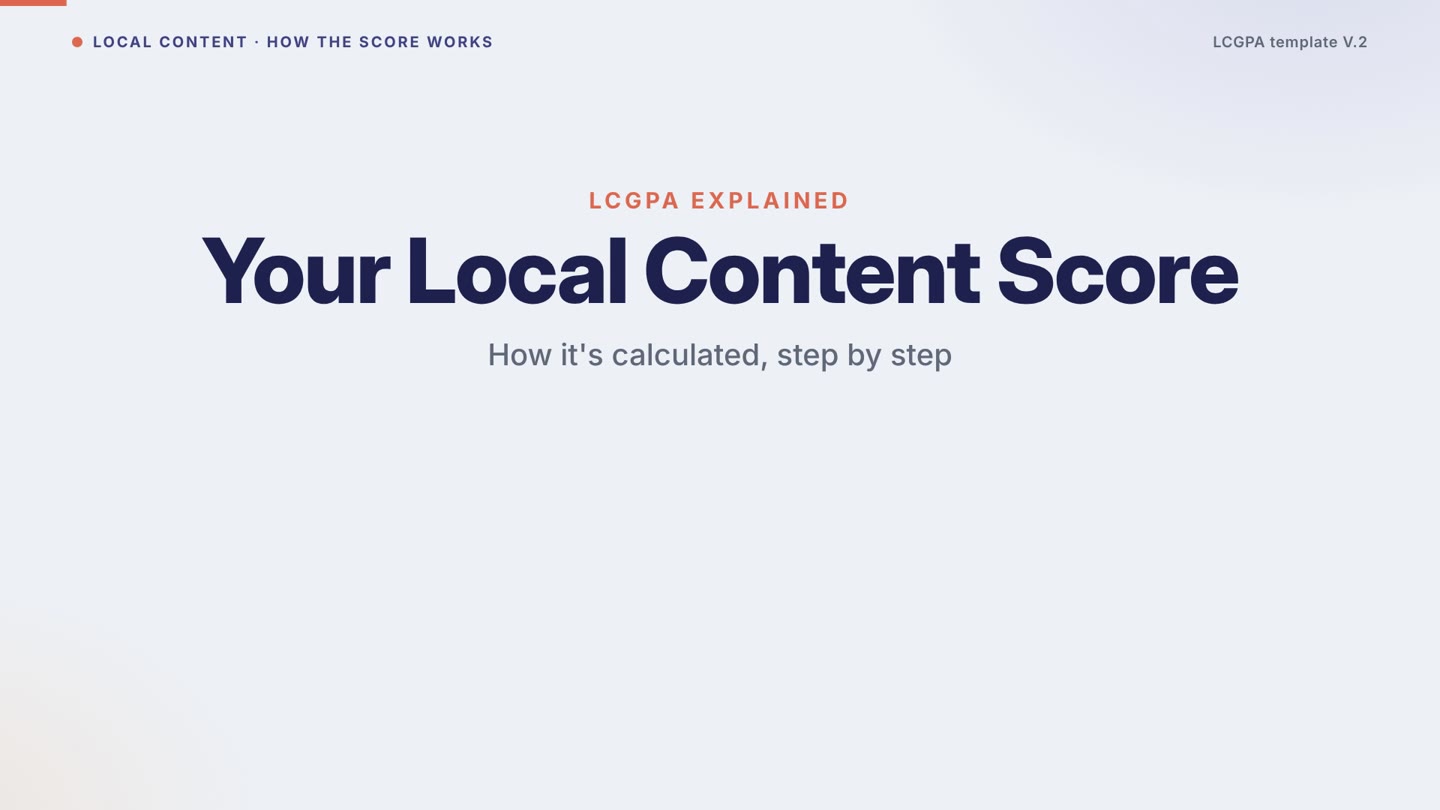 LOCAL CONTENT · HOW THE SCORE WORKS
LCGPA template V.2
LCGPA EXPLAINED
Your Local Content Score
How it's calculated, step by step